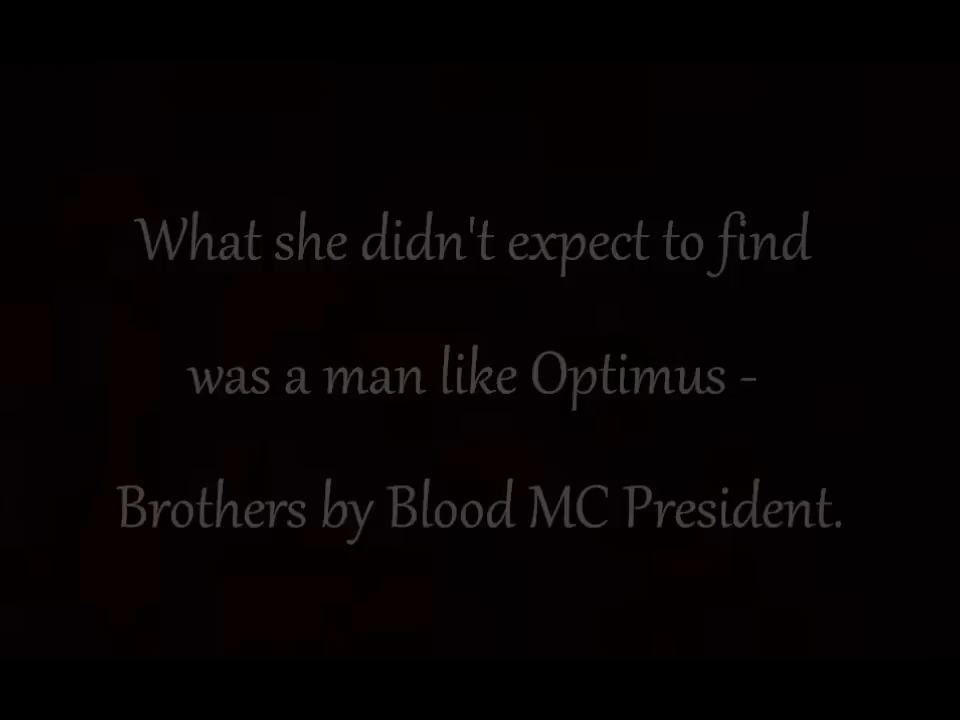 What she didn't expect to find
was a man like Optimus -
Brothers by Blood MC President.